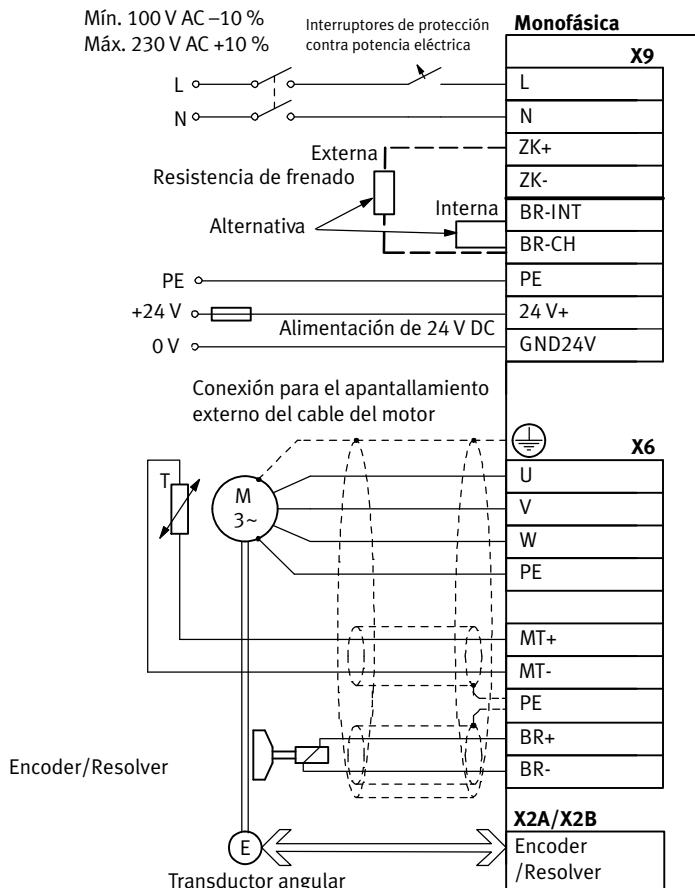 Mín. 100 V AC –10 %
Máx. 230 V AC +10 %
Interruptores de protección
contra potencia eléctrica
Monofásica
X9
L
L
N
N
Externa
ZK+
Resistencia de frenado
ZK-
Interna
BR-INT
Alternativa
BR-CH
PE
PE
+24 V
24 V+
Alimentación de 24 V DC
0 V
GND24V
Conexión para el apantallamiento
externo del cable del motor
X6
T
M
3~
U
V
W
PE
MT+
MT-
PE
BR+
Encoder/Resolver
BR-
X2A/X2B
E
Encoder
/Resolver
Transductor angular